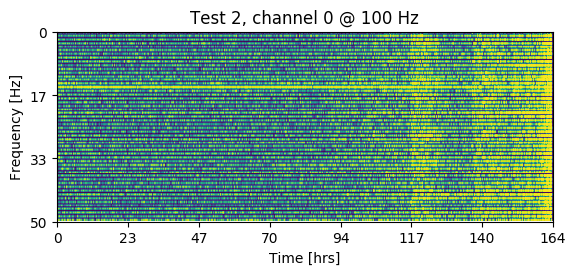 Test 2, channel 0 @ 100 Hz
Frequency [Hz]
0
17
33
50
0 23 47 70 94 117 140 164
Time [hrs]